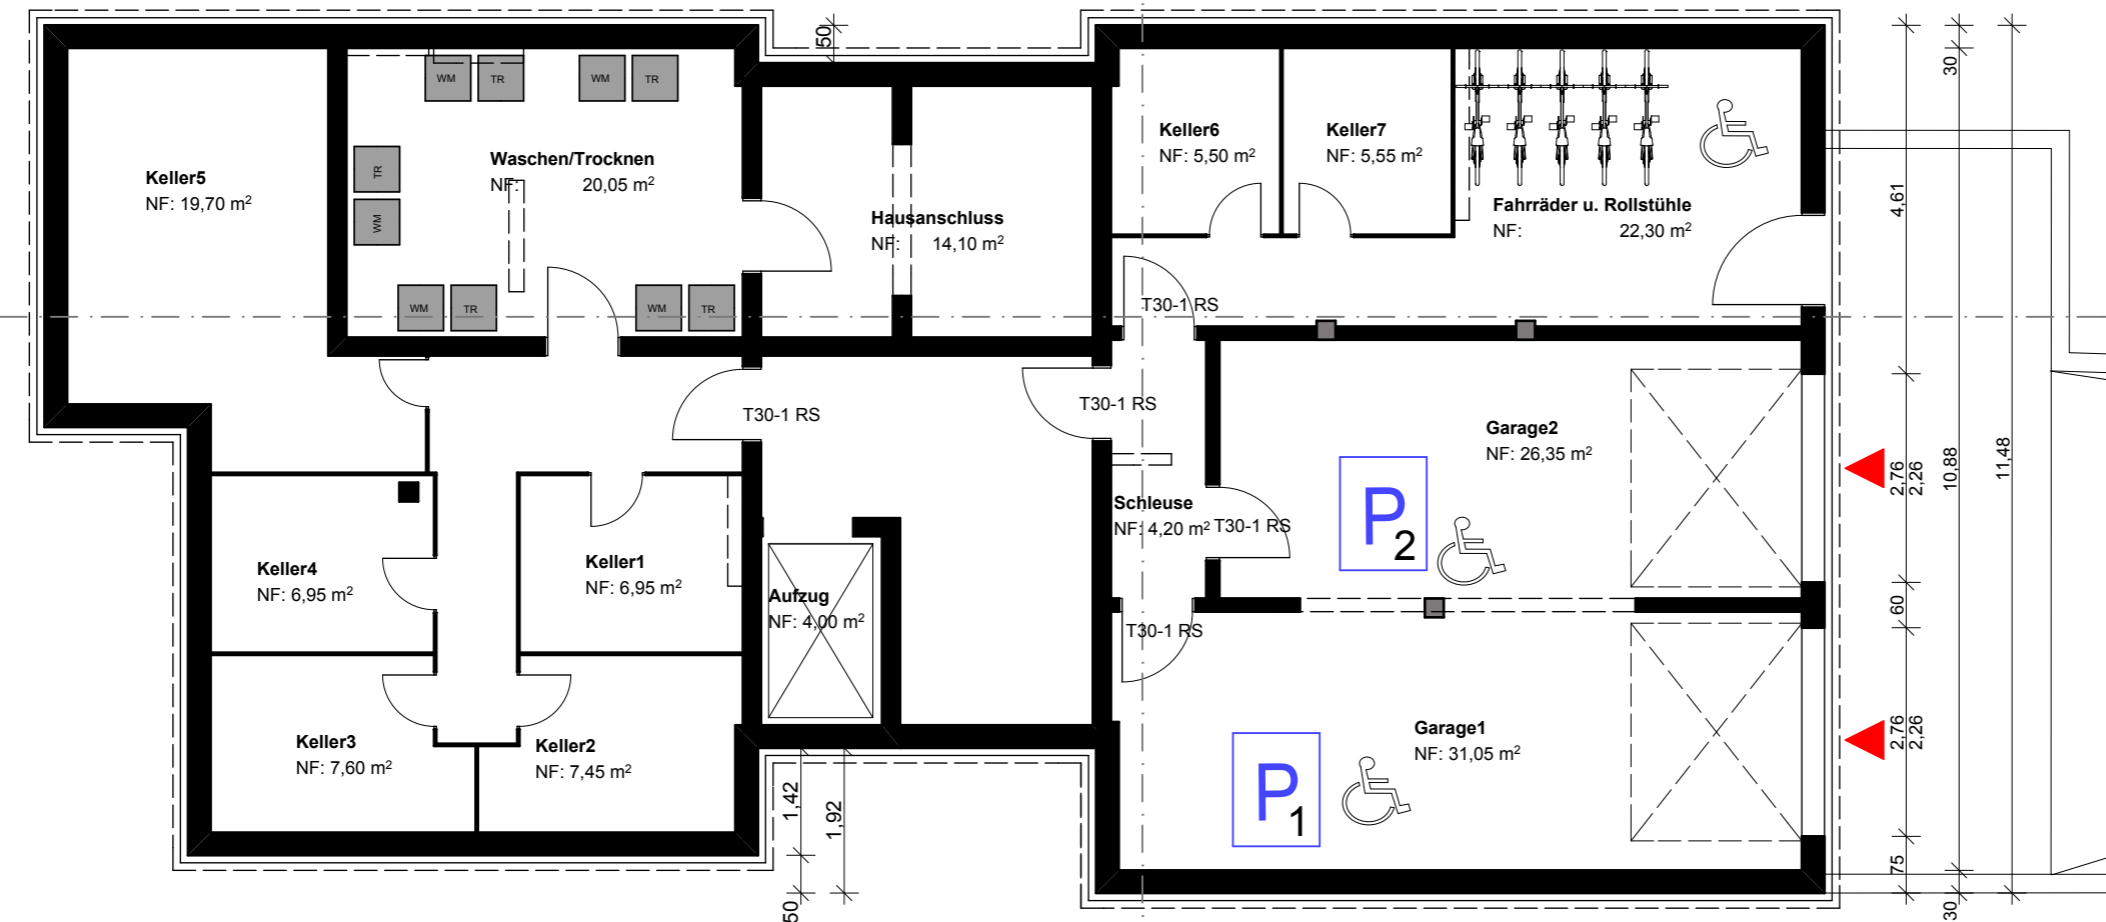 50
30
WM TR WM TR
Keller5
NF: 19,70 m²
Waschen/Trocknen
NF: 20,05 m²
TR
WM
WM TR WM TR
Hausanschluss
NF: 14,10 m²
Keller6
NF: 5,50 m²
Keller7
NF: 5,55 m²
Fahrräder u. Rollstühle
NF: 22,30 m²
4,61
T30-1 RS
T30-1 RS
T30-1 RS
Garage2
NF: 26,35 m²
P2
2,76
2,26
10,88
11,48
Schleuse
NF: 4,20 m²
T30-1 RS
Keller4
NF: 6,95 m²
Keller1
NF: 6,95 m²
Aufzug
NF: 4,00 m²
T30-1 RS
60
Keller3
NF: 7,60 m²
Keller2
NF: 7,45 m²
Garage1
NF: 31,05 m²
P1
2,76
2,26
1,42
1,92
50
75
30